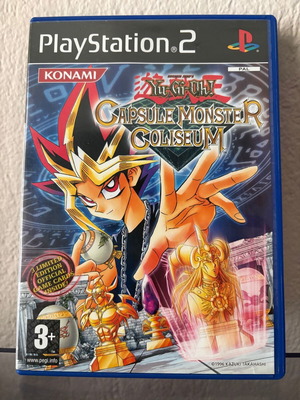 PlayStation 2
PAL
KONAMI
遊戯王
Yu-Gi-Oh!
CAPSULE MONSTER
COLISEUM
LIMITED
EDITION
OFFICIAL
GAME CARDS
INSIDE!
3+
www.pegi.info
©1996 KAZUKI TAKAHASHI